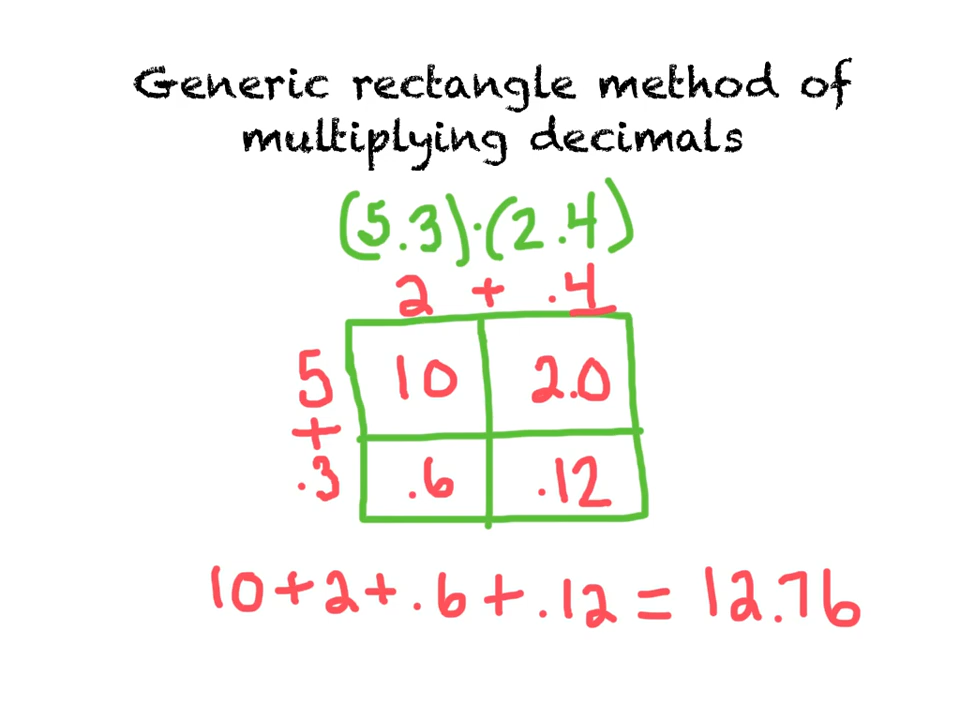 Generic rectangle method of
multiplying decimals
(5.3)·(2.4)
2 + .4
5 10 2.0
+
.3 .6 .12
10+2+.6+.12=12.76